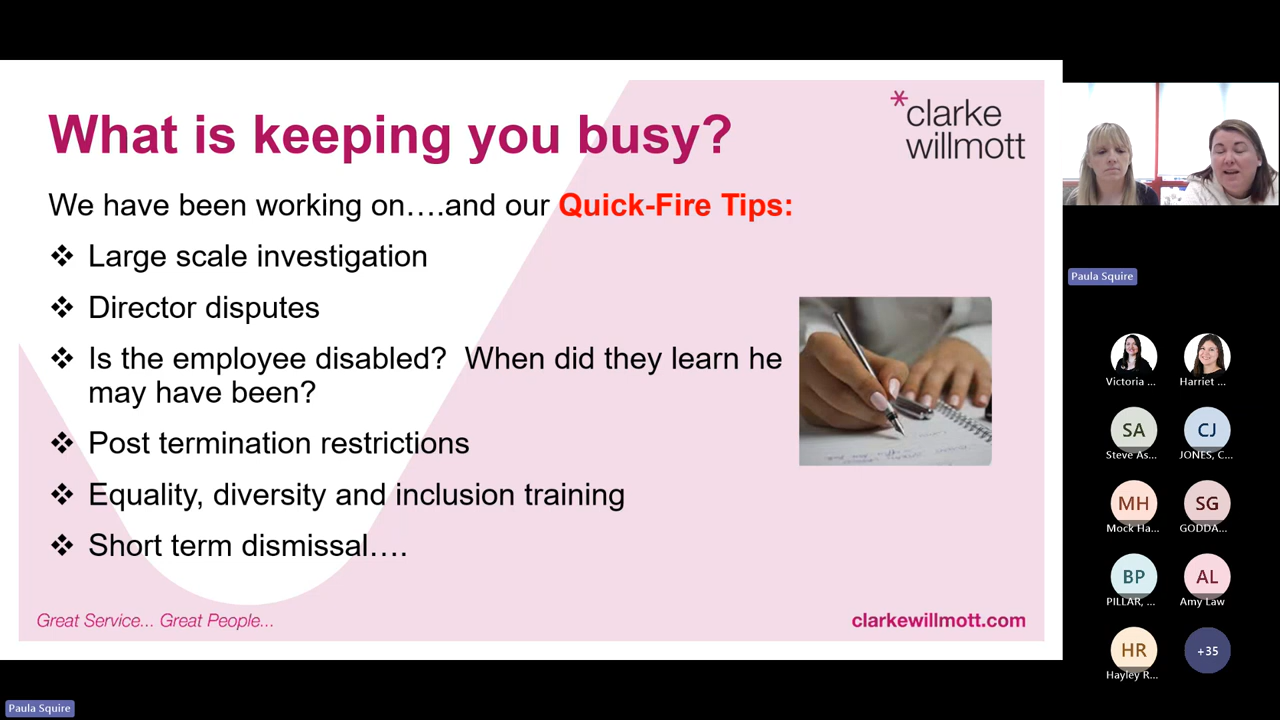 What is keeping you busy?
*clarke
willmott
We have been working on….and our Quick-Fire Tips:
❖ Large scale investigation
❖ Director disputes
❖ Is the employee disabled?  When did they learn he
may have been?
❖ Post termination restrictions
❖ Equality, diversity and inclusion training
❖ Short term dismissal….
Great Service... Great People...
clarkewillmott.com
Paula Squire
Victoria ...
Harriet ...
SA
Steve As...
CJ
JONES, C...
MH
Mock Ha...
SG
GODDA...
BP
PILLAR, ...
AL
Amy Law
HR
Hayley R...
+35
Paula Squire